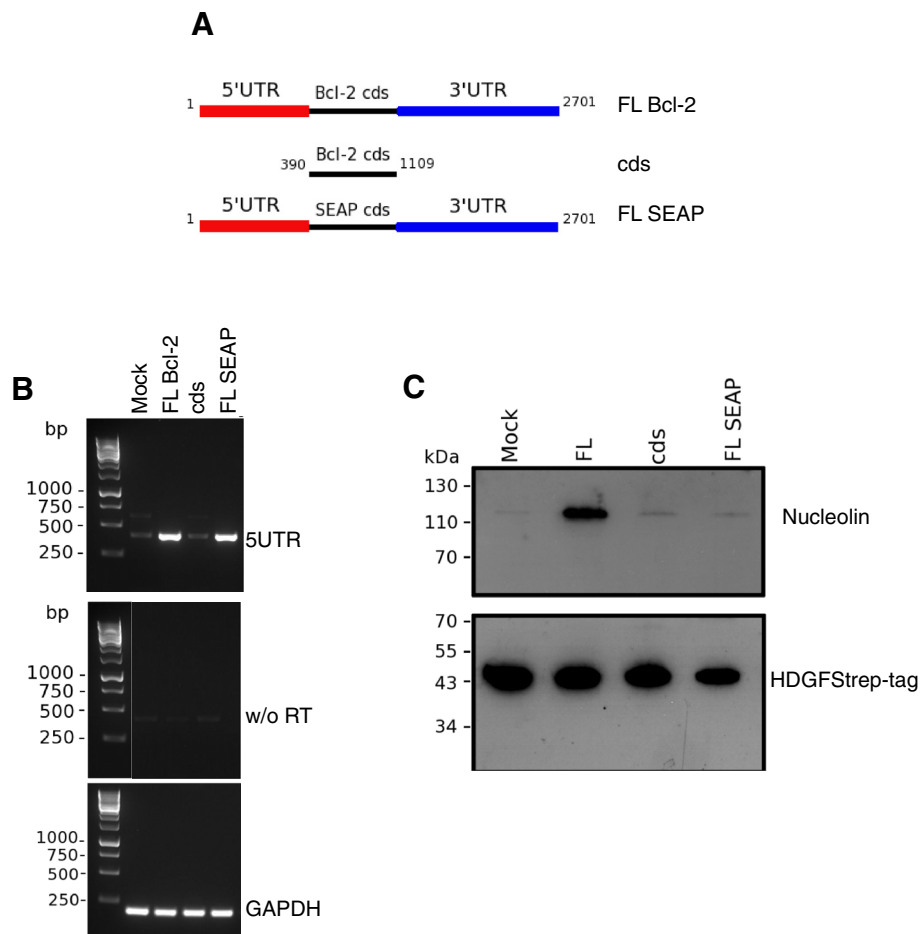 A
5'UTR Bcl-2 cds 3'UTR
1 2701 FL Bcl-2
Bcl-2 cds
390 1109 cds
5'UTR SEAP cds 3'UTR
1 2701 FL SEAP
B
Mock
FL Bcl-2
cds
FL SEAP
bp
1000 -
750 -
500 -
250 -
5UTR
bp
1000 -
750 -
500 -
250 -
w/o RT
1000 -
750 -
500 -
250 -
GAPDH
C
Mock
FL
cds
FL SEAP
kDa
130 -
110 -
70 -
Nucleolin
70 -
55 -
43 -
34 -
HDGFStrep-tag